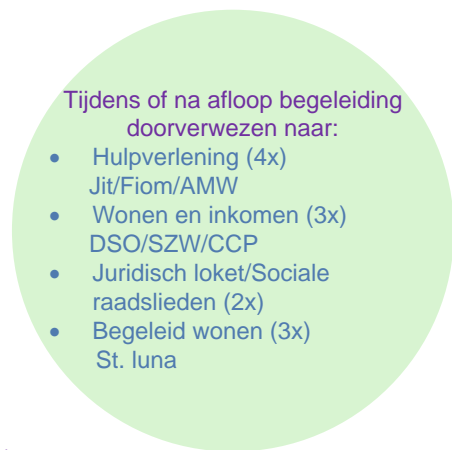 Tijdens of na afloop begeleiding
doorverwezen naar:
• Hulpverlening (4x)
Jit/Fiom/AMW
• Wonen en inkomen (3x)
DSO/SZW/CCP
• Juridisch loket/Sociale
raadslieden (2x)
• Begeleid wonen (3x)
St. luna